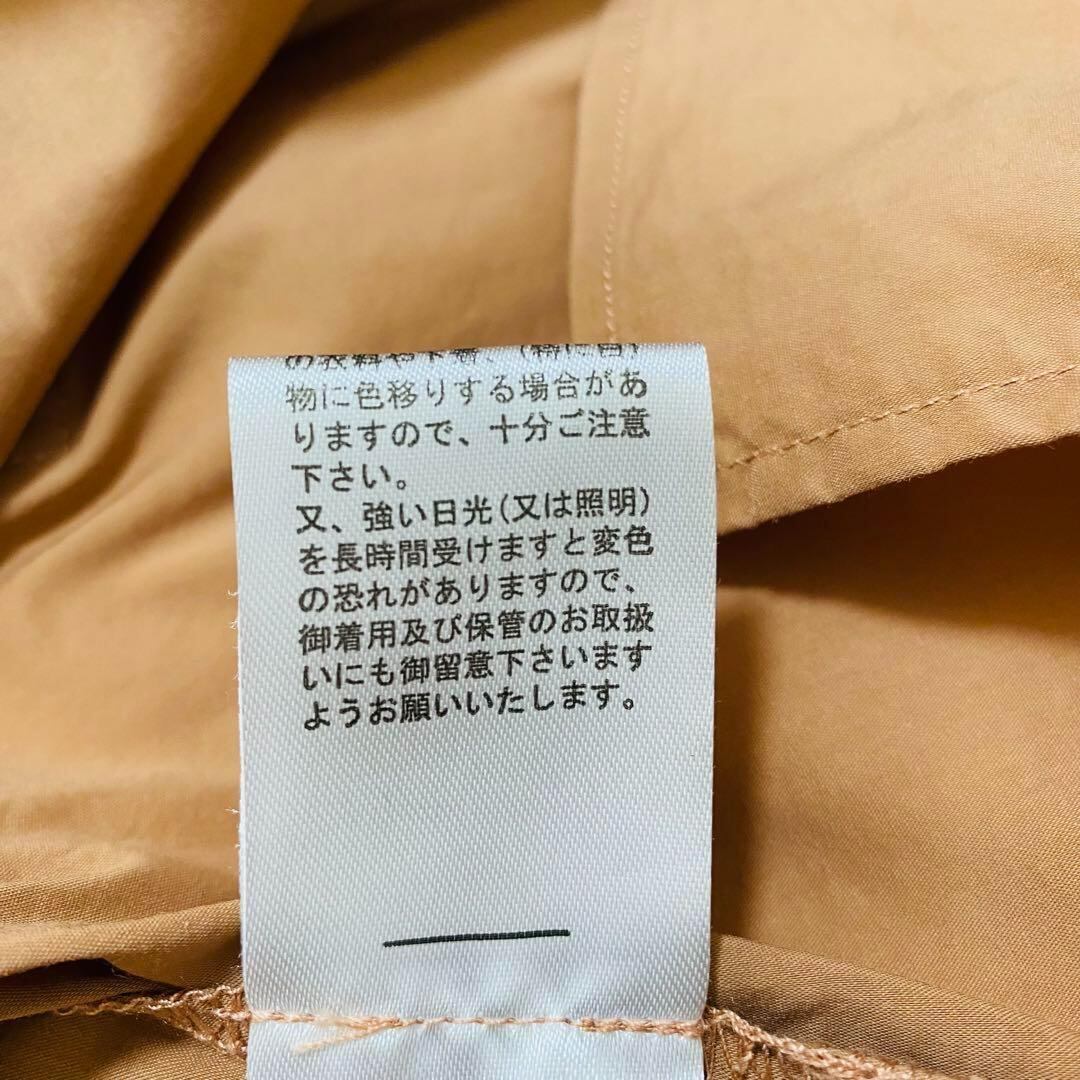 物に色移りする場合があ
りますので、十分ご注意
下さい。
又、強い日光(又は照明)
を長時間受けますと変色
の恐れがありますので、
御着用及び保管のお取扱
いにも御留意下さいます
ようお願いいたします。